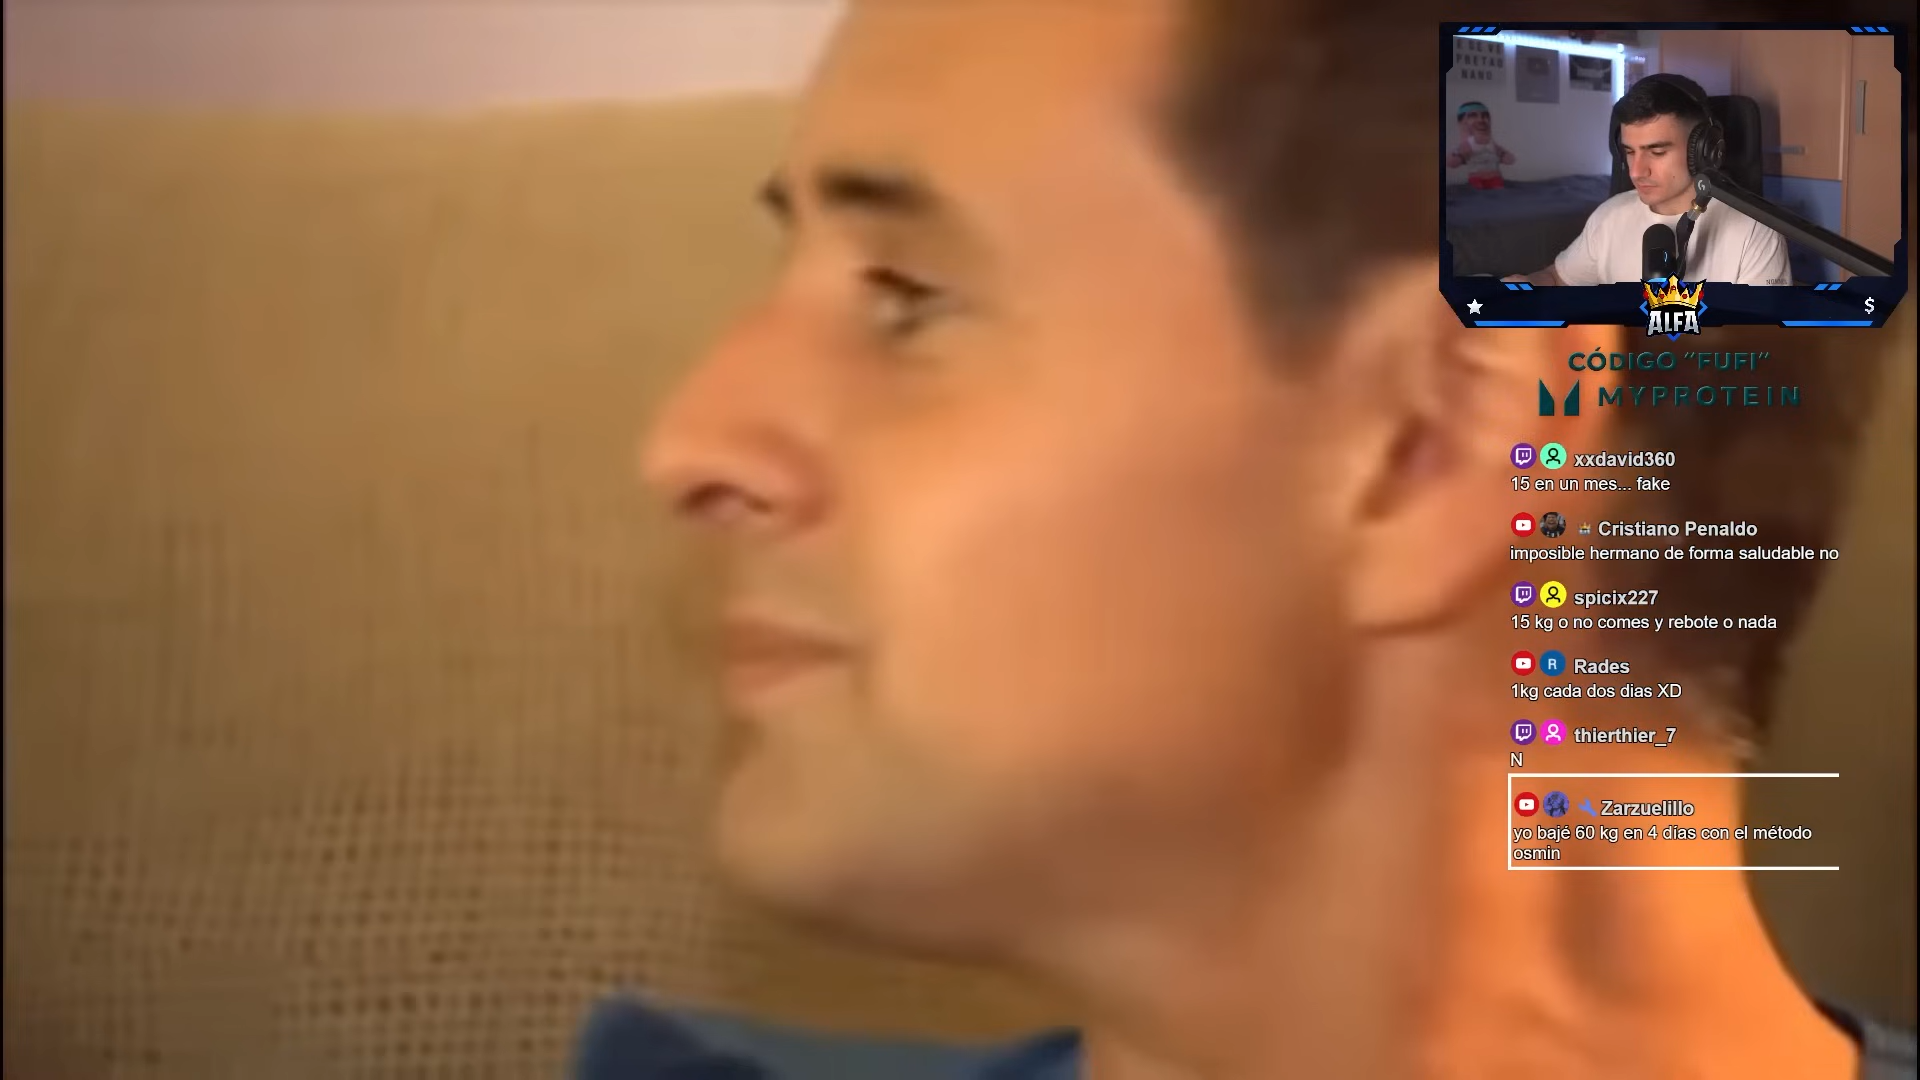 ALFA
$
CÓDIGO "FUFI"
MYPROTEIN
xxdavid360
15 en un mes... fake
Cristiano Penaldo
imposible hermano de forma saludable no
spicix227
15 kg o no comes y rebote o nada
R Rades
1kg cada dos dias XD
thierthier_7
N
Zarzuelillo
yo bajé 60 kg en 4 días con el método
osmin